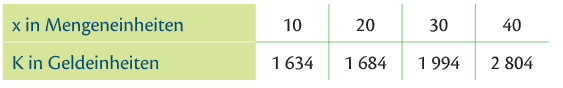 x in Mengeneinheiten 10 20 30 40
K in Geldeinheiten 1 634 1 684 1 994 2 804